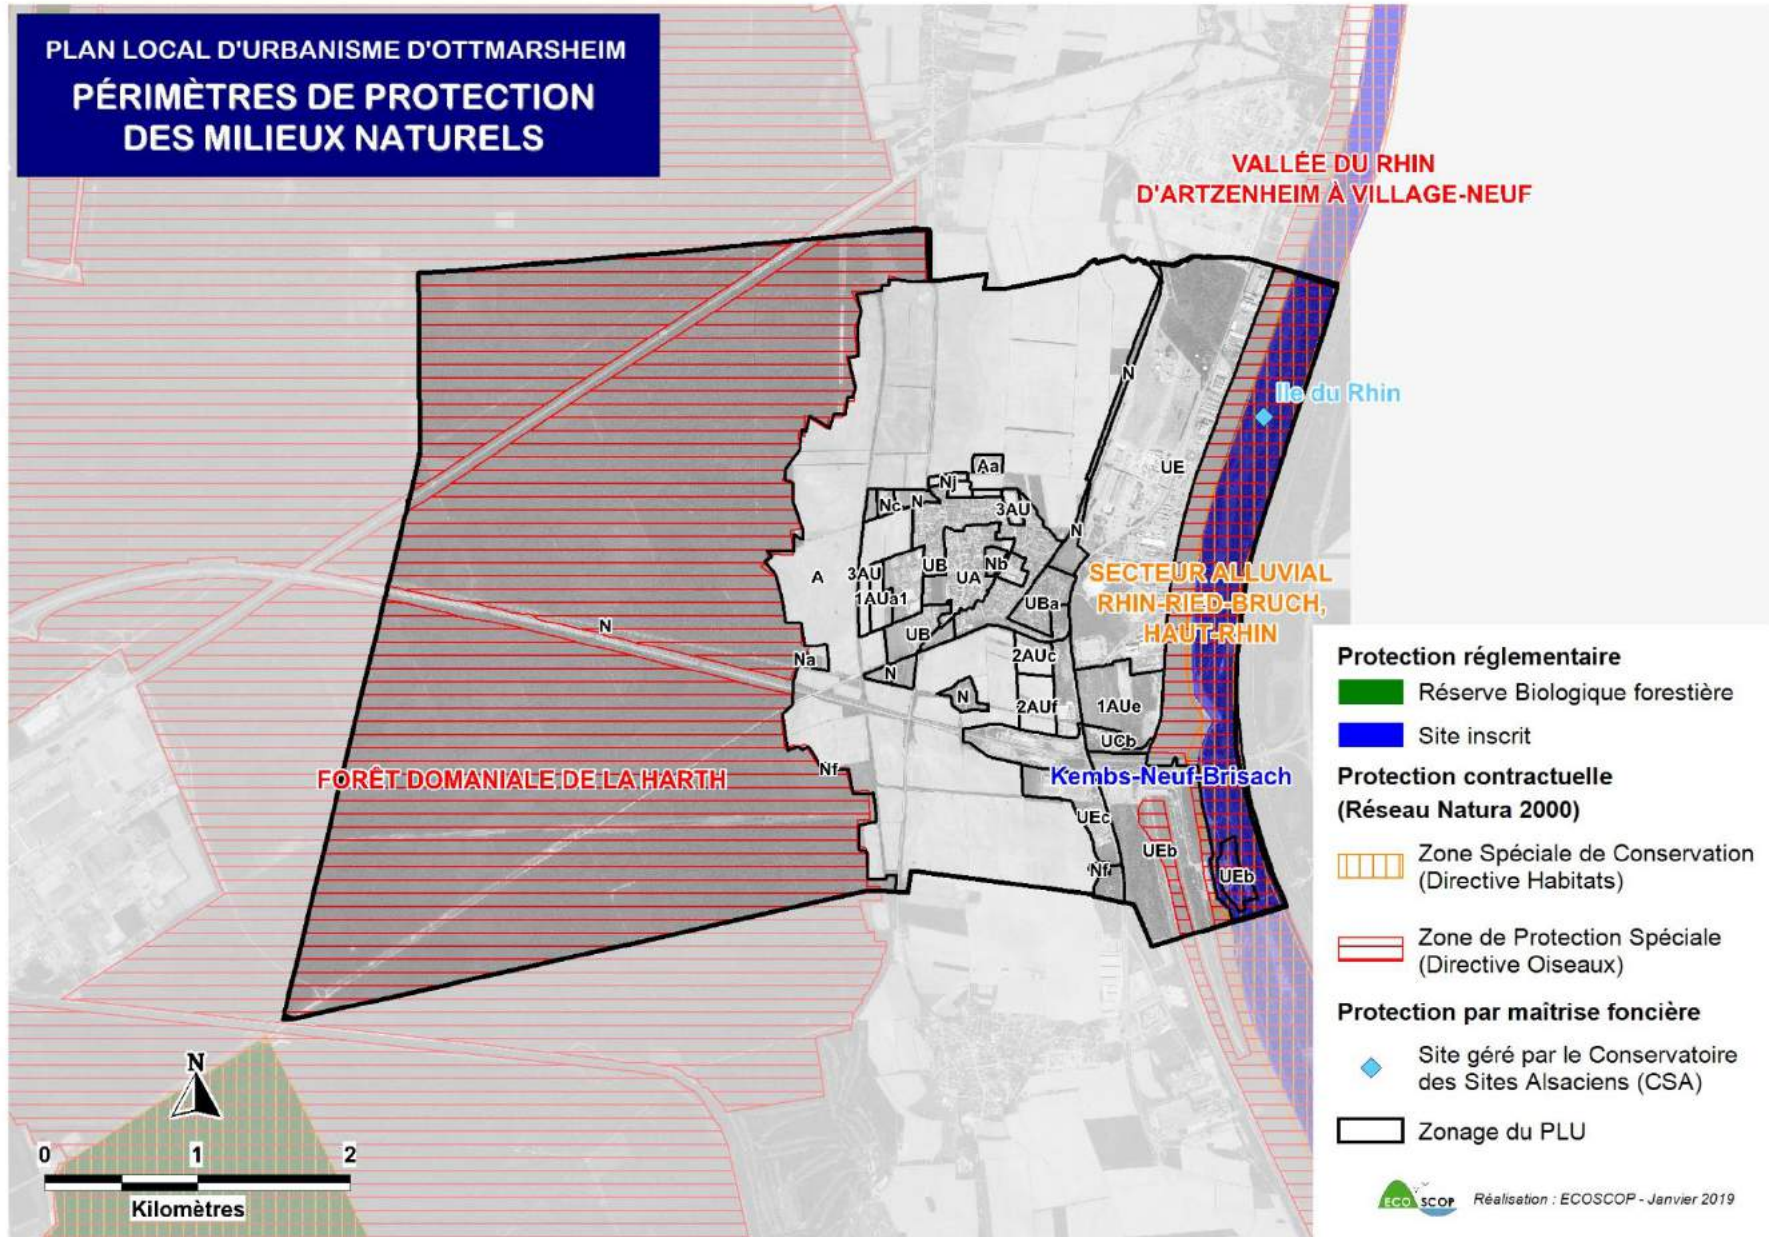 PLAN LOCAL D'URBANISME D'OTTMARSHEIM
PÉRIMÈTRES DE PROTECTION
DES MILIEUX NATURELS
VALLÉE DU RHIN
D'ARTZENHEIM À VILLAGE-NEUF
N
Ile du Rhin
UE
Aa
Nj
Nc
N
3AU
N
A
3AU
UB
UA
Nb
1AUa1
UBa
SECTEUR ALLUVIAL
RHIN-RIED-BRUCH,
HAUT-RHIN
N
UB
Na
N
2AUc
N
2AUf
1AUe
UCb
Nf
FORÊT DOMANIALE DE LA HARTH
Kembs-Neuf-Brisach
UEc
UEb
Nf
UEb
Protection réglementaire
Réserve Biologique forestière
Site inscrit
Protection contractuelle
(Réseau Natura 2000)
Zone Spéciale de Conservation
(Directive Habitats)
Zone de Protection Spéciale
(Directive Oiseaux)
Protection par maîtrise foncière
Site géré par le Conservatoire
des Sites Alsaciens (CSA)
Zonage du PLU
N
0 1 2
Kilomètres
ECO SCOP
Réalisation : ECOSCOP - Janvier 2019